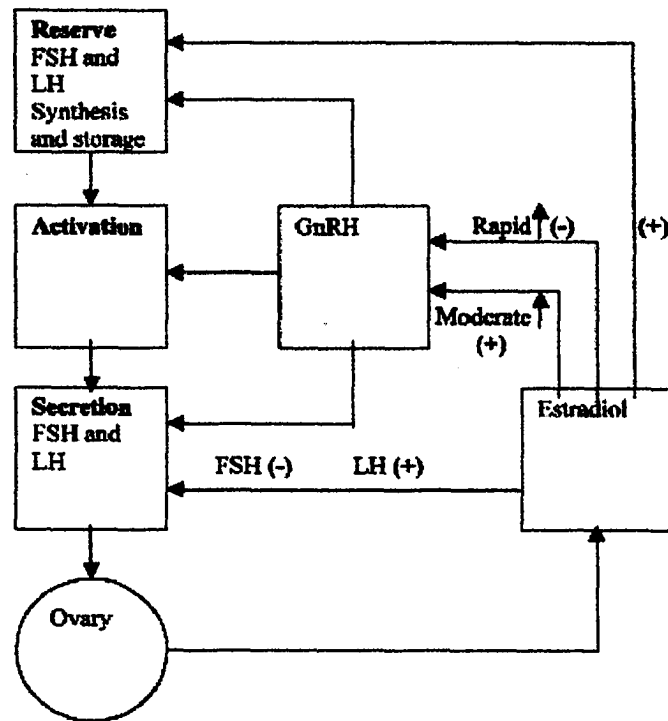 Reserve
FSH and
LH
Synthesis
and storage
Activation
GnRH
Rapid (-)
(+)
Moderate
(+)
Secretion
FSH and
LH
Estradiol
FSH (-) LH (+)
Ovary